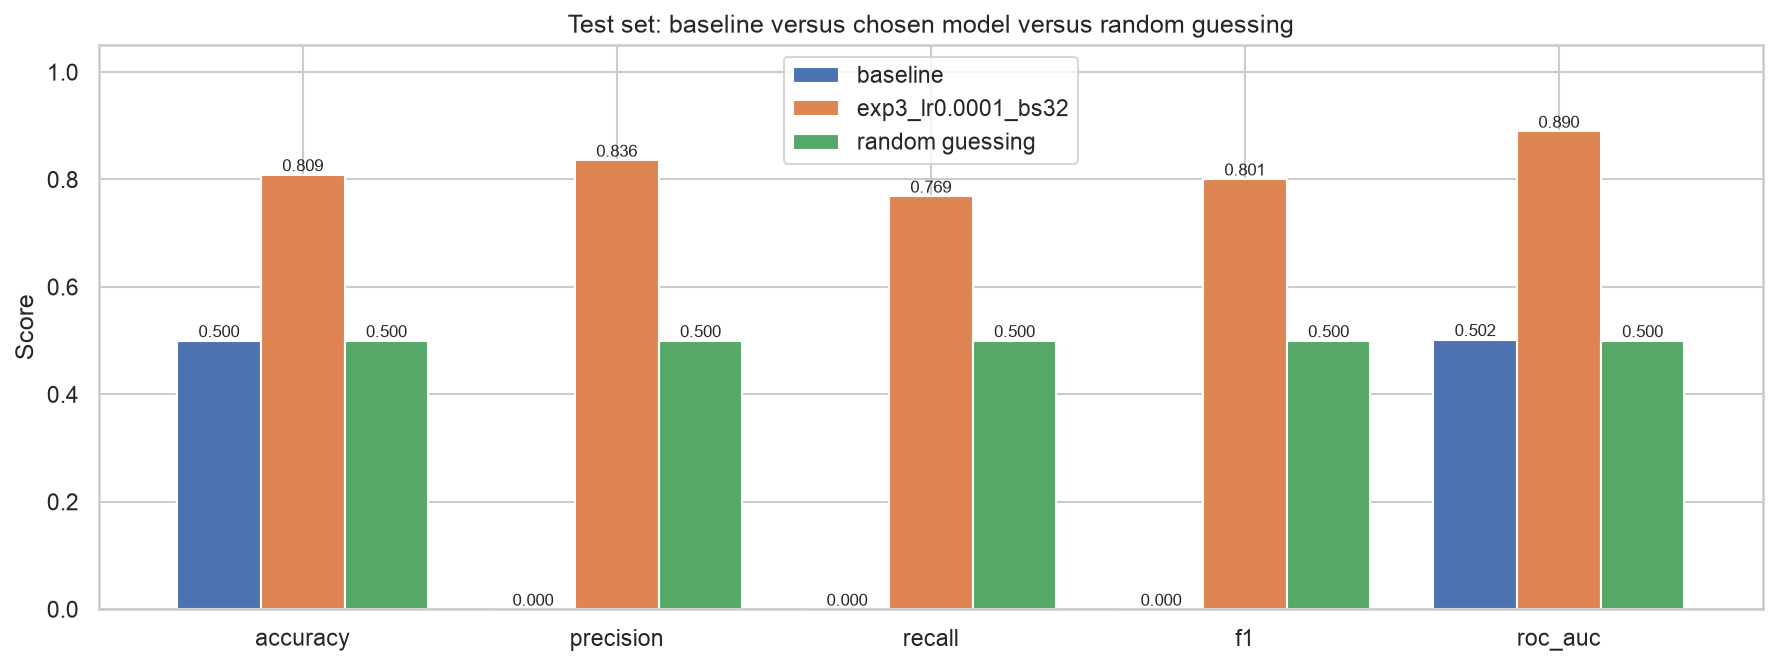 Test set: baseline versus chosen model versus random guessing
baseline
exp3_lr0.0001_bs32
random guessing
Score
1.0
0.8
0.6
0.4
0.2
0.0
0.500
0.809
0.500
0.000
0.836
0.500
0.000
0.769
0.500
0.000
0.801
0.500
0.502
0.890
0.500
accuracy
precision
recall
f1
roc_auc